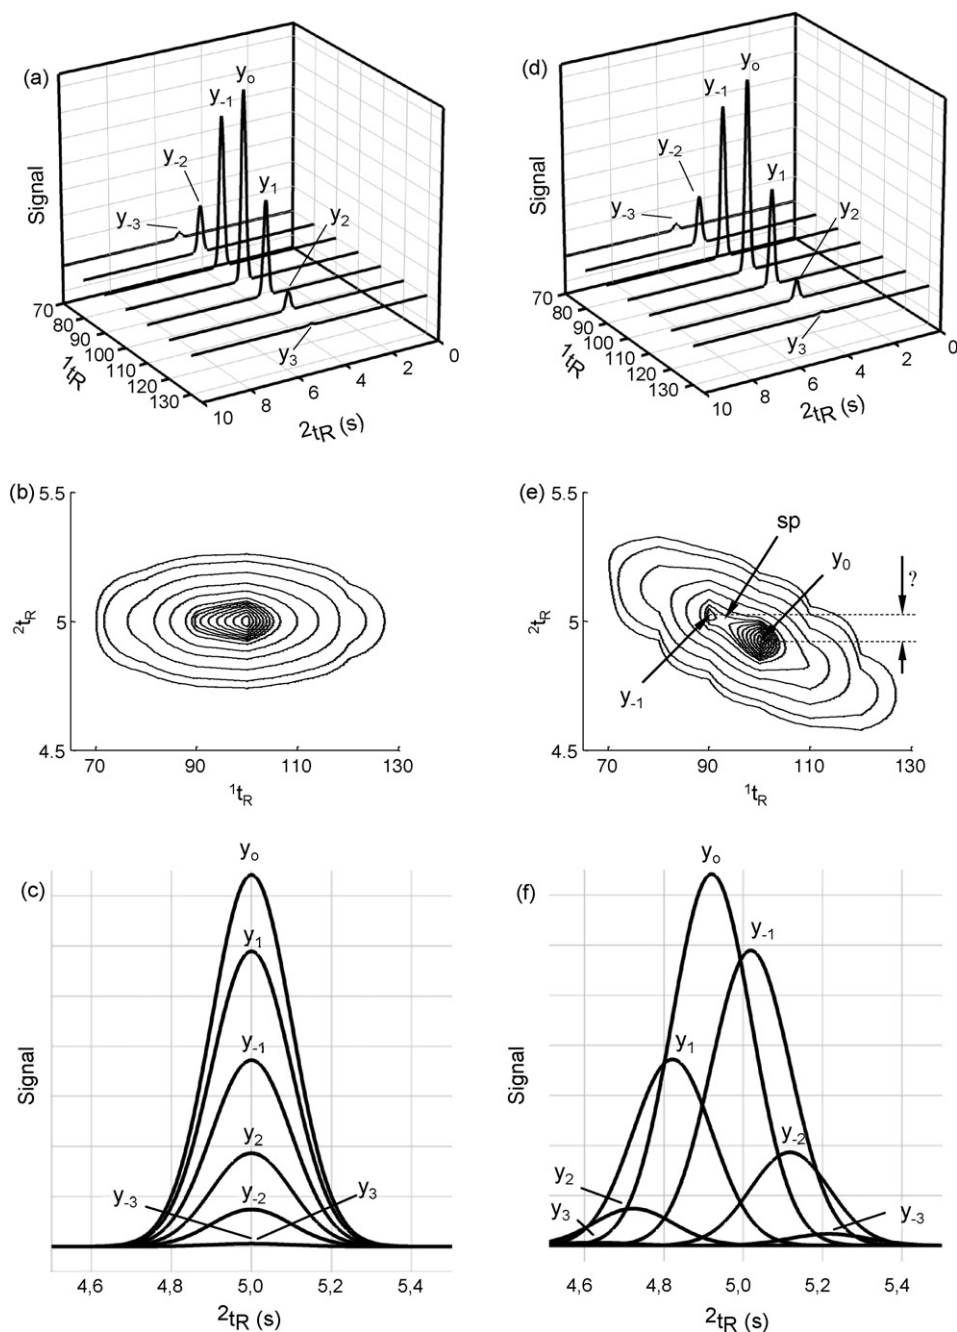 (a)
Signal
y₀
y₋₁
y₋₂
y₋₃
y₁
y₂
y₃
70
80
90
100
110
120
130
¹tR
10
8
6
4
2
0
²tR (s)
(d)
y₀
y₋₁
y₋₂
y₋₃
y₁
y₂
y₃
Signal
70
80
90
100
110
120
130
¹tR
10
8
6
4
2
0
²tR (s)
(b)
5.5
5
4.5
²tR
70
90
110
130
¹tR
(e)
5.5
5
4.5
²tR
sp
y₀
?
y₋₁
70
90
110
130
¹tR
(c)
y₀
y₁
y₋₁
y₂
y₋₂
y₋₃
y₃
Signal
4,6
4,8
5,0
5,2
5,4
²tR (s)
(f)
y₀
y₋₁
y₁
y₋₂
y₂
y₃
y₋₃
Signal
4,6
4,8
5,0
5,2
5,4
²tR (s)